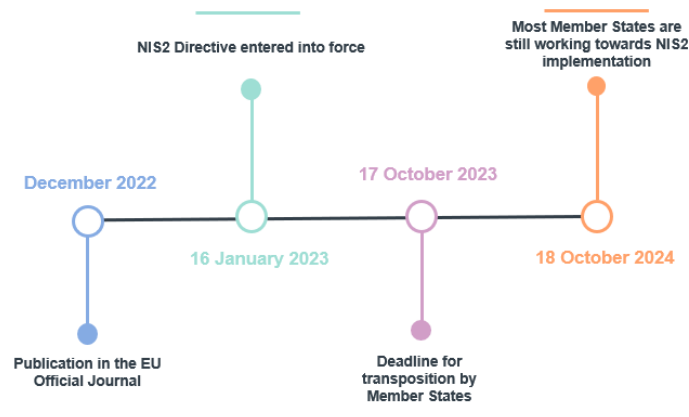 NIS2 Directive entered into force
Most Member States are
still working towards NIS2
implementation
December 2022
17 October 2023
16 January 2023
18 October 2024
Publication in the EU
Official Journal
Deadline for
transposition by
Member States